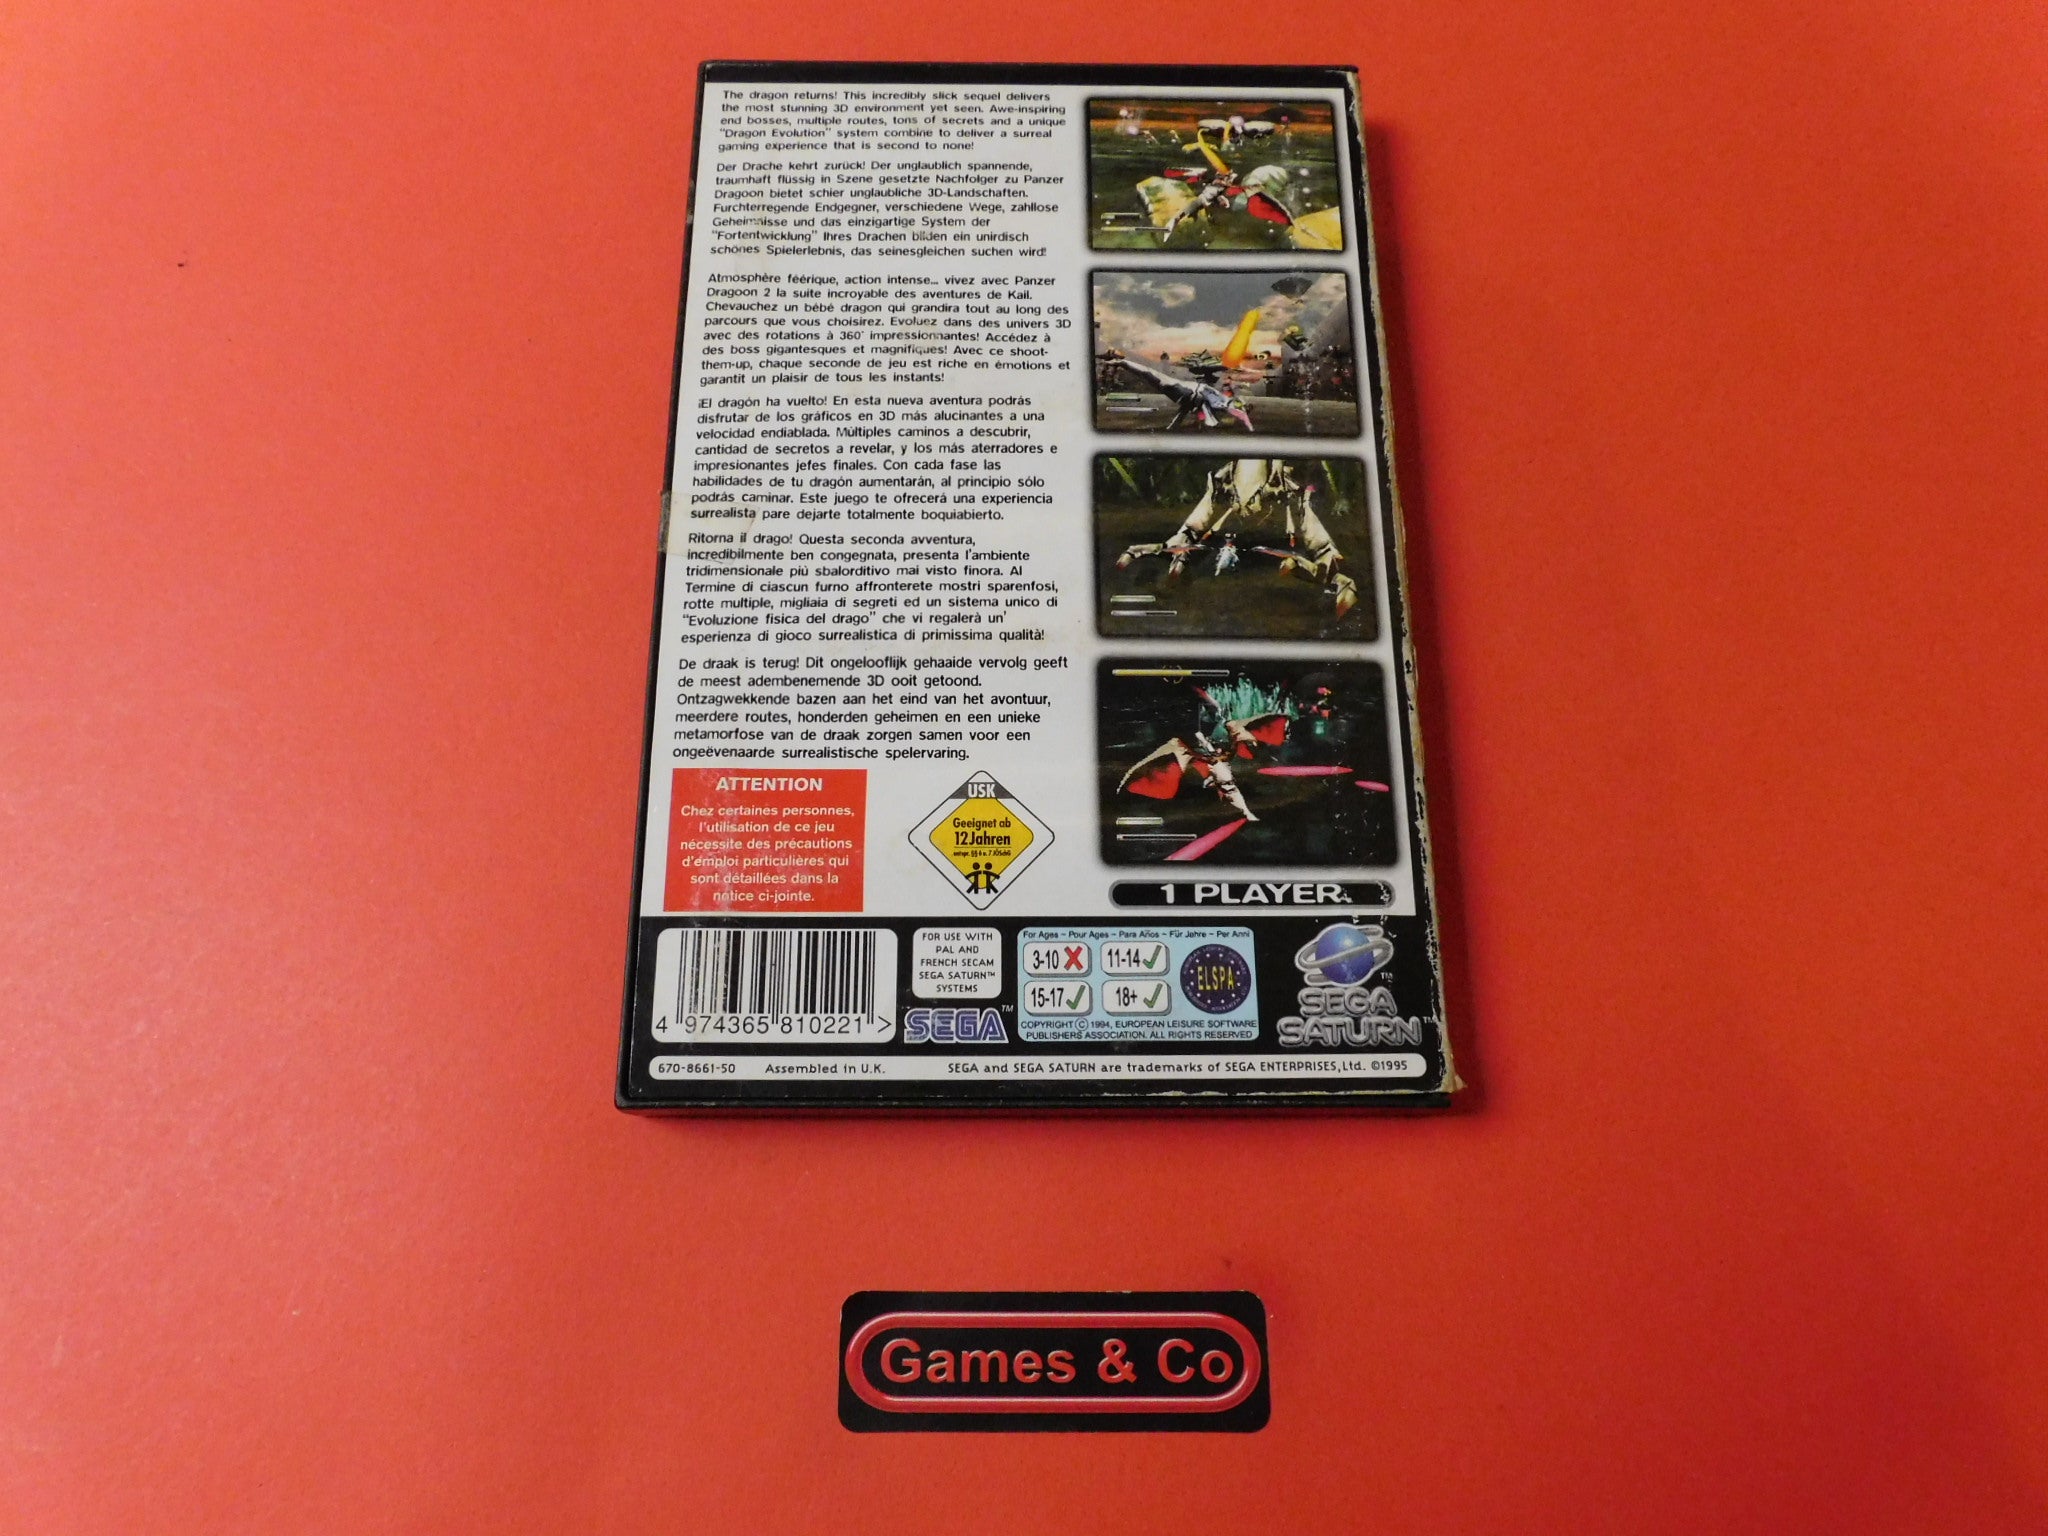 The dragon returns! This incredibly slick sequel delivers
the most stunning 3D environment yet seen. Awe-inspiring
end bosses, multiple routes, tons of secrets and a unique
"Dragon Evolution" system combine to deliver a surreal
gaming experience that is second to none!
Der Drache kehrt zurück! Der unglaublich spannende,
traumhaft flüssig in Szene gesetzte Nachfolger zu Panzer
Dragoon bietet schier unglaubliche 3D-Landschaften.
Furchterregende Endgegner, verschiedene Wege, zahllose
Geheimnisse und das einzigartige System der
"Fortentwicklung" Ihres Drachen bilden ein unirdisch
schönes Spielerlebnis, das seinesgleichen suchen wird!
Atmosphère féérique, action intense... vivez avec Panzer
Dragoon 2 la suite incroyable des aventures de Kail.
Chevauchez un bébé dragon qui grandira tout au long des
parcours que vous choisirez. Evoluez dans des univers 3D
avec des rotations à 360° impressionnantes! Accédez à
des boss gigantesques et magnifiques! Avec ce shoot-
them-up, chaque seconde de jeu est riche en émotions et
garantit un plaisir de tous les instants!
¡El dragón ha vuelto! En esta nueva aventura podrás
disfrutar de los gráficos en 3D más alucinantes a una
velocidad endiablada. Múltiples caminos a descubrir,
cantidad de secretos a revelar, y los más aterradores e
impresionantes jefes finales. Con cada fase las
habilidades de tu dragón aumentarán, al principio sólo
podrás caminar. Este juego te ofrecerá una experiencia
surrealista pare dejarte totalmente boquiabierto.
Ritorna il drago! Questa seconda avventura,
incredibilmente ben congegnata, presenta l'ambiente
tridimensionale piú sbalorditivo mai visto finora. Al
Termine di ciascun furno affronterete mostri sparenfosi,
rotte multiple, migliaia di segreti ed un sistema unico di
"Evoluzione fisica del drago" che vi regalerà un'
esperienza di gioco surrealistica di primissima qualità!
De draak is terug! Dit ongelooflijk gehaaide vervolg geeft
de meest adembenemende 3D ooit getoond.
Ontzagwekkende bazen aan het eind van het avontuur,
meerdere routes, honderden geheimen en een unieke
metamorfose van de draak zorgen samen voor een
ongeëvenaarde surrealistische spelervaring.
ATTENTION
Chez certaines personnes,
l'utilisation de ce jeu
nécessite des précautions
d'emploi particulières qui
sont détaillées dans la
notice ci-jointe.
USK
Geeignet ab
12 Jahren
entspr. §§ 6 u. 7 JÖSchG
1 PLAYER
4 974365 810221 >
FOR USE WITH
PAL AND
FRENCH SECAM
SEGA SATURN™
SYSTEMS
SEGA™
For Ages ~ Pour Ages ~ Para Años ~ Für Jahre ~ Per Anni
3-10 11-14
15-17 18+
ELSPA
COPYRIGHT © 1994, EUROPEAN LEISURE SOFTWARE
PUBLISHERS ASSOCIATION. ALL RIGHTS RESERVED
™
SEGA
SATURN™
670-8661-50 Assembled in U.K. SEGA and SEGA SATURN are trademarks of SEGA ENTERPRISES, Ltd. ©1995
Games & Co